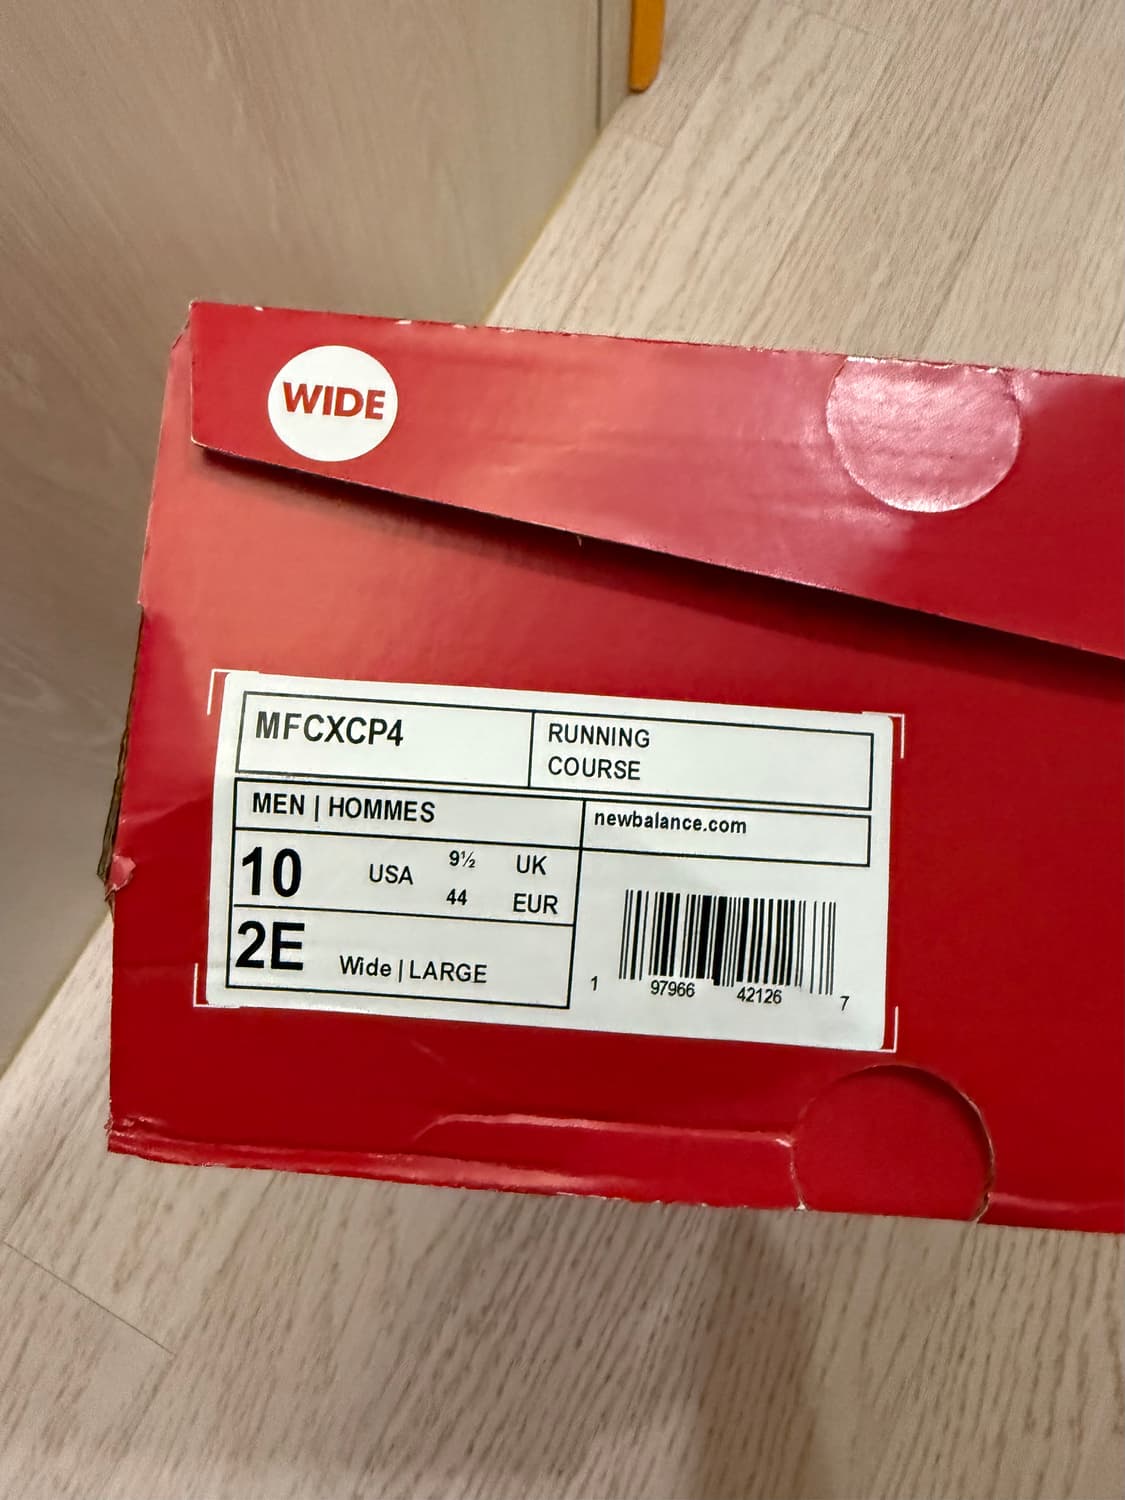 WIDE
MFCXCP4
RUNNING
COURSE
MEN | HOMMES
newbalance.com
10 USA 9½ UK
44 EUR
2E Wide | LARGE
1 97966 42126 7